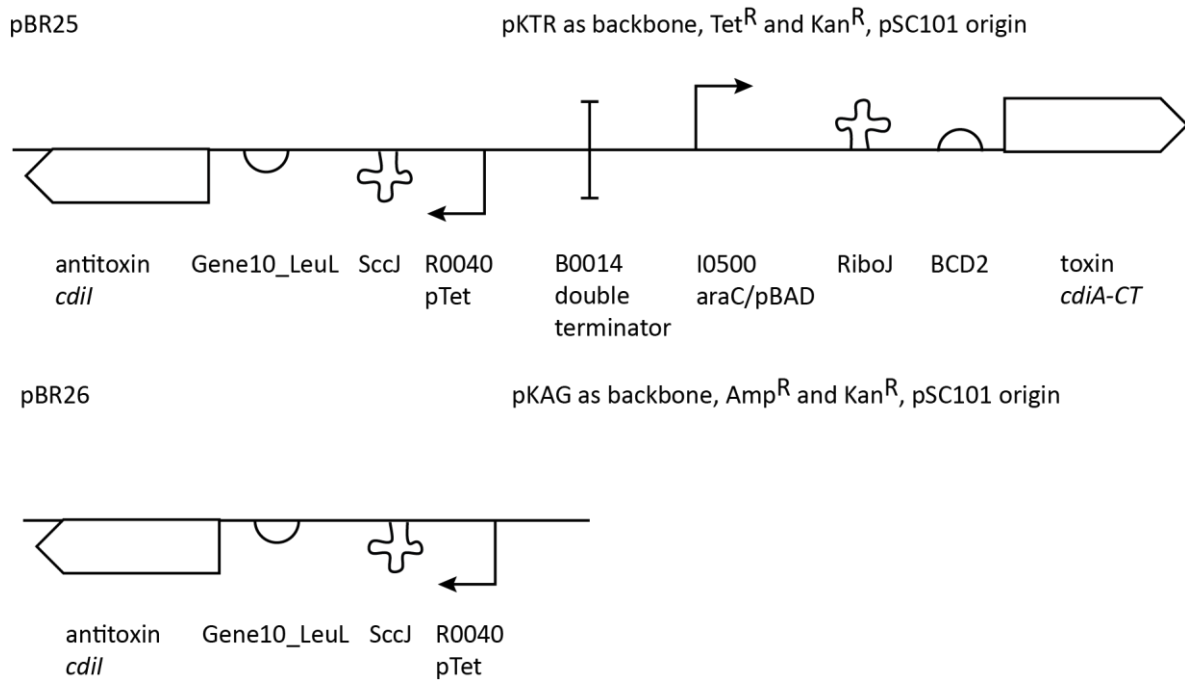 pBR25 pKTR as backbone, Tet^R and Kan^R, pSC101 origin
antitoxin Gene10_LeuL SccJ R0040 B0014 I0500 RiboJ BCD2 toxin
cdiI pTet double araC/pBAD cdiA-CT
terminator
pBR26 pKAG as backbone, Amp^R and Kan^R, pSC101 origin
antitoxin Gene10_LeuL SccJ R0040
cdiI pTet